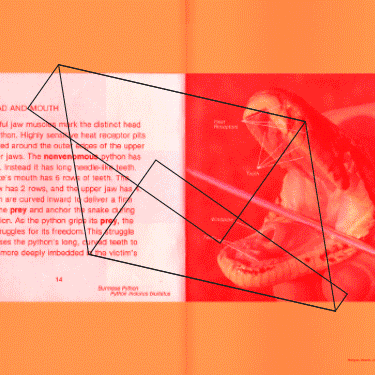 AD AND MOUTH
ful jaw muscles mark the distinct head
thon. Highly sensitive heat receptor pits
ed around the outer edges of the upper
er jaws. The nonvenomous python has
. Instead it has long needle-like teeth.
ke's mouth has 6 rows of teeth. The
w has 2 rows, and the upper jaw has
h are curved inward to deliver a firm
he prey and anchor the snake during
tion. As the python grips its prey, the
ruggles for its freedom. This struggle
ses the python's long, curved teeth to
more deeply imbedded in the victim's
14
Burmese Python
Python molurus bivittatus
Heat
Receptors
Teeth
Windpipe